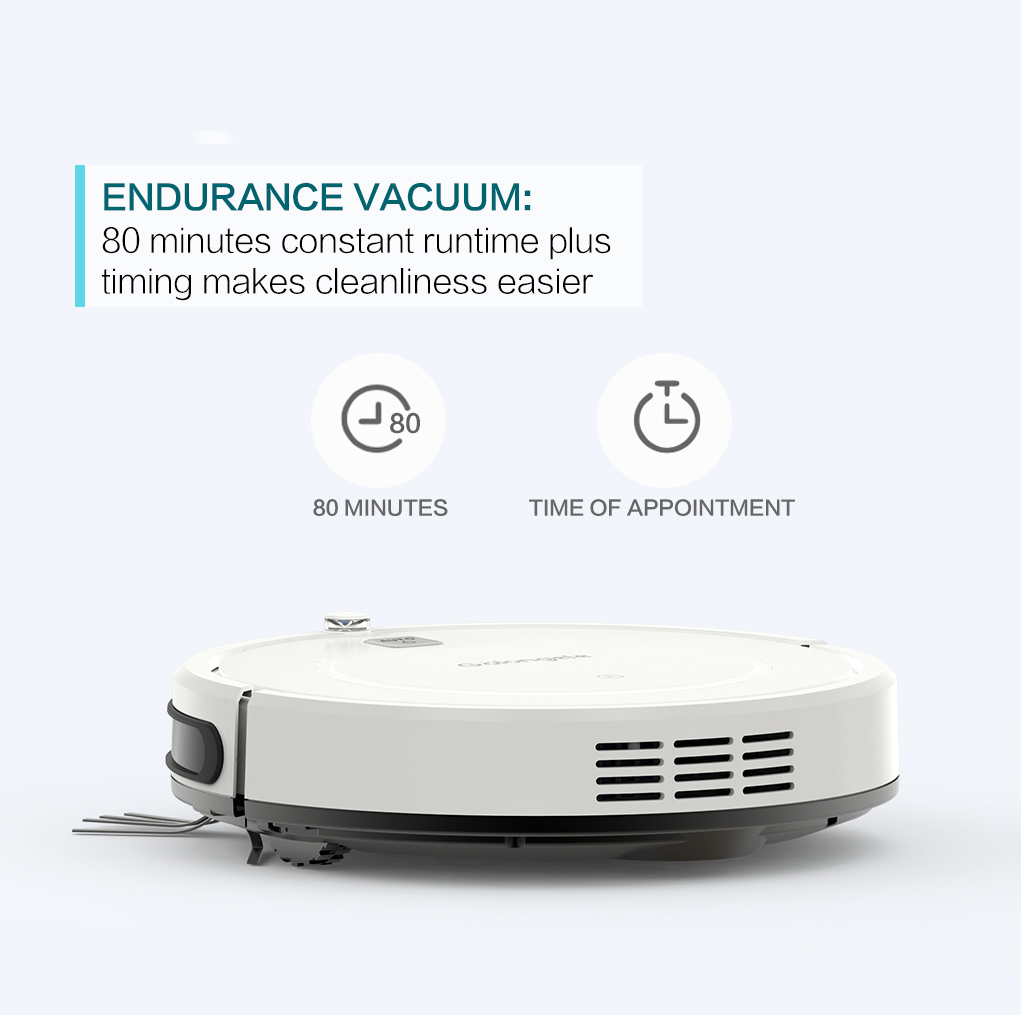 ENDURANCE VACUUM:
80 minutes constant runtime plus
timing makes cleanliness easier
80
80 MINUTES
TIME OF APPOINTMENT